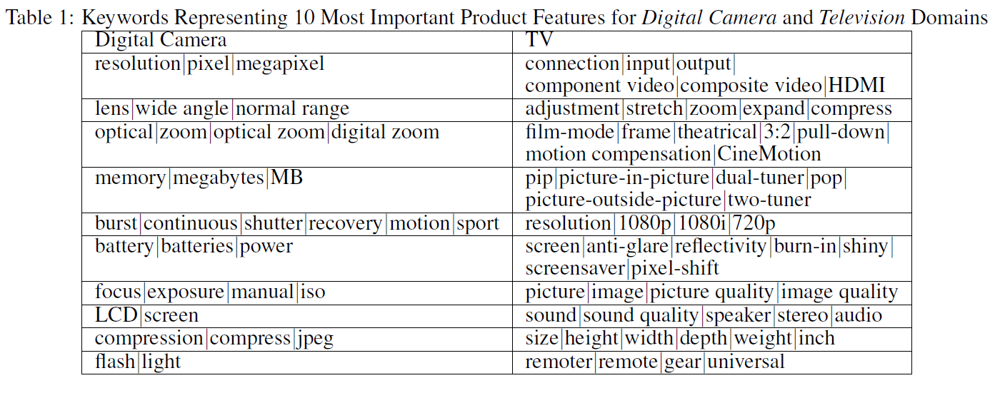 Table 1: Keywords Representing 10 Most Important Product Features for Digital Camera and Television Domains
Digital Camera
TV
resolution|pixel|megapixel
connection|input|output|
component video|composite video|HDMI
lens|wide angle|normal range
adjustment|stretch|zoom|expand|compress
optical|zoom|optical zoom|digital zoom
film-mode|frame|theatrical|3:2|pull-down|
motion compensation|CineMotion
memory|megabytes|MB
pip|picture-in-picture|dual-tuner|pop|
picture-outside-picture|two-tuner
burst|continuous|shutter|recovery|motion|sport
resolution|1080p|1080i|720p
battery|batteries|power
screen|anti-glare|reflectivity|burn-in|shiny|
screensaver|pixel-shift
focus|exposure|manual|iso
picture|image|picture quality|image quality
LCD|screen
sound|sound quality|speaker|stereo|audio
compression|compress|jpeg
size|height|width|depth|weight|inch
flash|light
remoter|remote|gear|universal